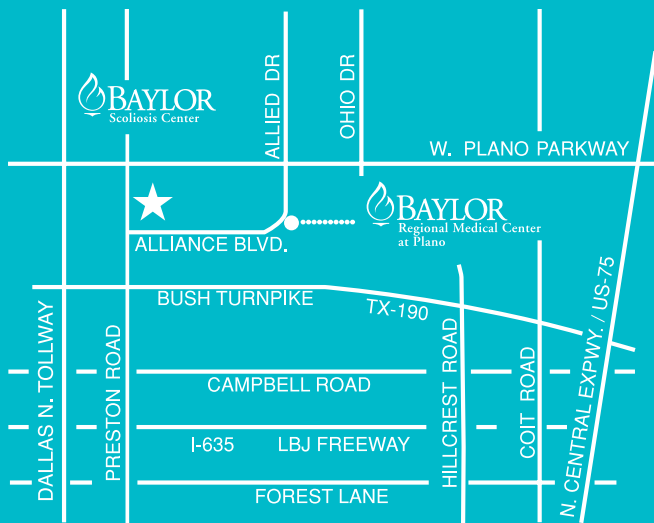 BAYLOR
Scoliosis Center
ALLIED DR
OHIO DR
W. PLANO PARKWAY
BAYLOR
Regional Medical Center
at Plano
ALLIANCE BLVD.
BUSH TURNPIKE
TX-190
DALLAS N. TOLLWAY
PRESTON ROAD
HILLCREST ROAD
COIT ROAD
N. CENTRAL EXPWY. / US-75
CAMPBELL ROAD
I-635 LBJ FREEWAY
FOREST LANE